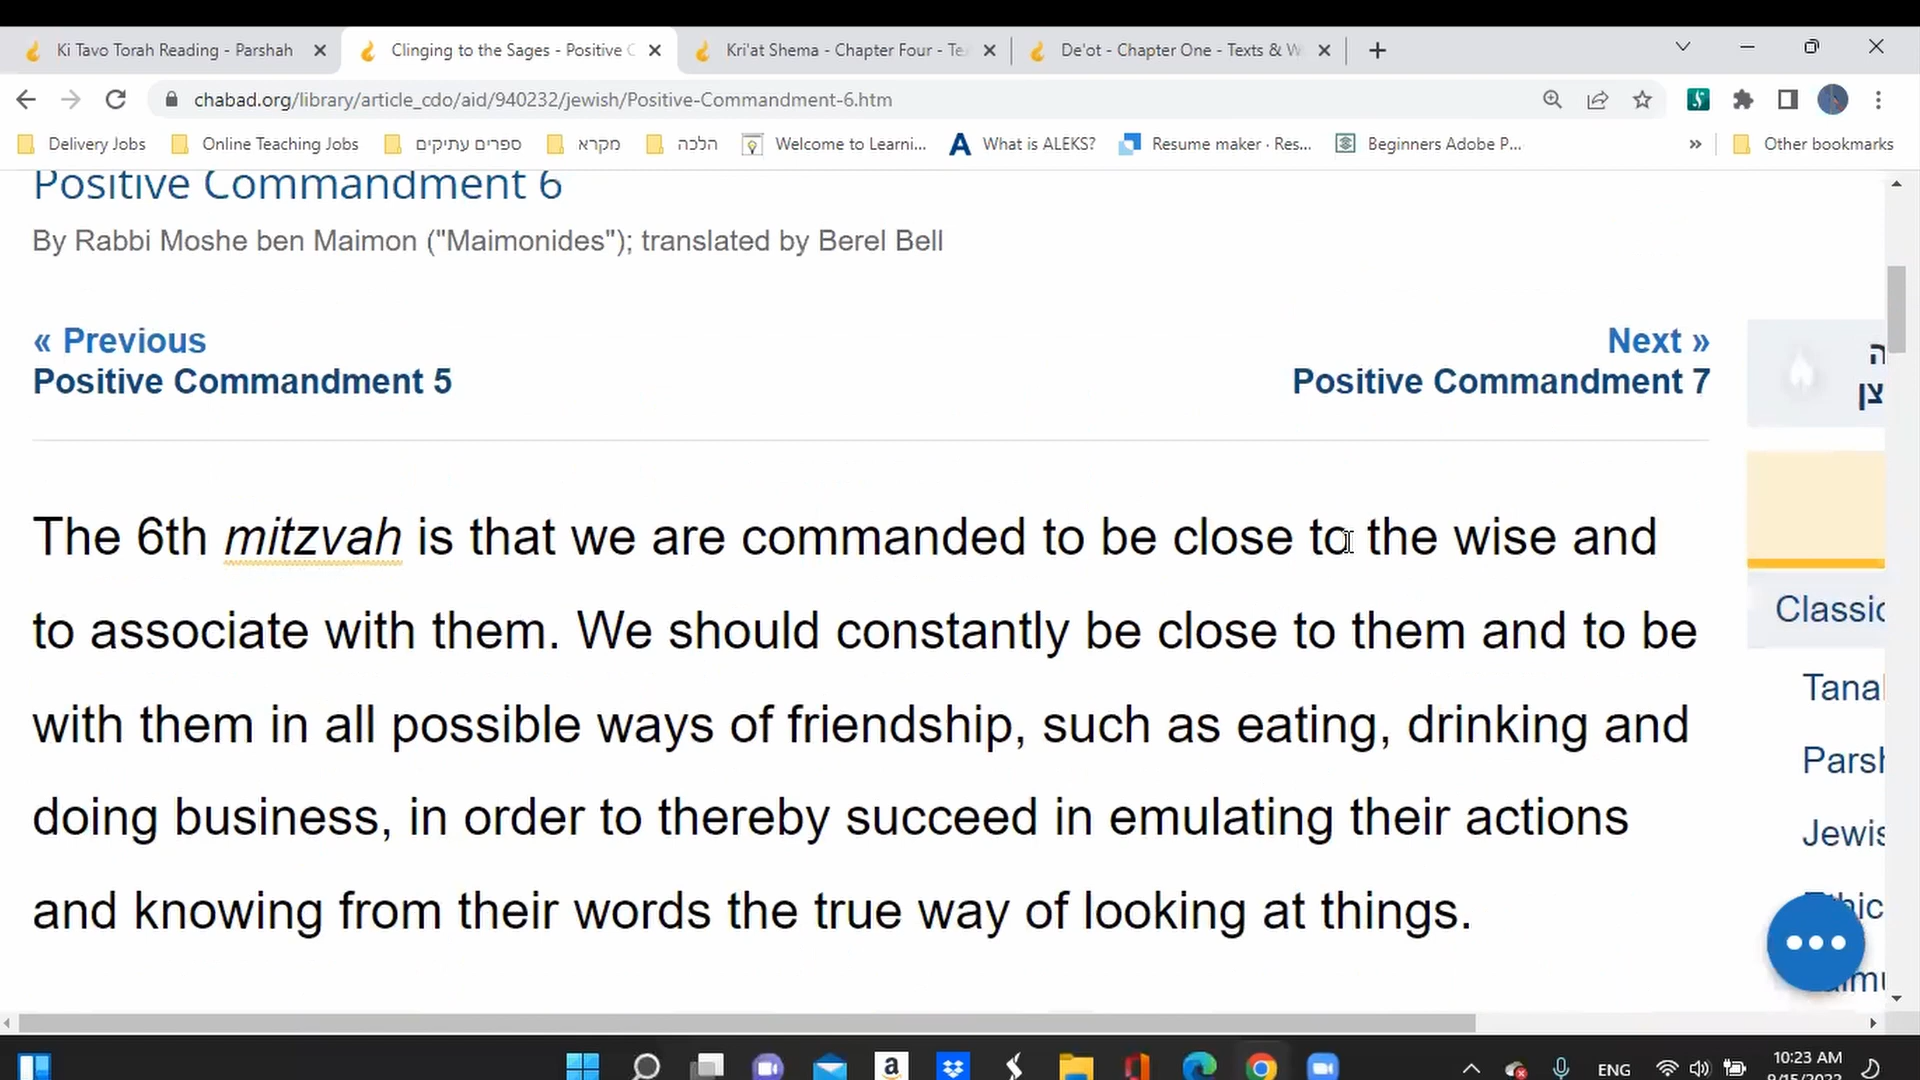 Ki Tavo Torah Reading - Parshah
Clinging to the Sages - Positive C
Kri'at Shema - Chapter Four - Te
De'ot - Chapter One - Texts & W
chabad.org/library/article_cdo/aid/940232/jewish/Positive-Commandment-6.htm
Delivery Jobs
Online Teaching Jobs
ספרים עתיקים
מקרא
הלכה
Welcome to Learni...
What is ALEKS?
Resume maker · Res...
Beginners Adobe P...
Other bookmarks
Positive Commandment 6
By Rabbi Moshe ben Maimon ("Maimonides"); translated by Berel Bell
« Previous
Positive Commandment 5
Next »
Positive Commandment 7
The 6th mitzvah is that we are commanded to be close to the wise and
to associate with them. We should constantly be close to them and to be
with them in all possible ways of friendship, such as eating, drinking and
doing business, in order to thereby succeed in emulating their actions
and knowing from their words the true way of looking at things.
Classic
Tana
Parsh
Jewis
ENG
10:23 AM
9/15/2022